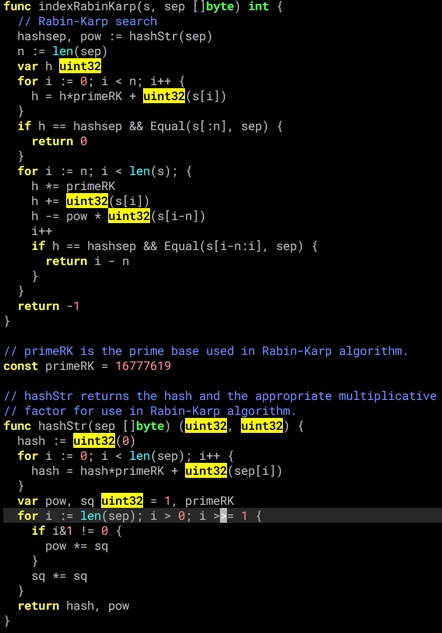 func indexRabinKarp(s, sep []byte) int {
  // Rabin-Karp search
  hashsep, pow := hashStr(sep)
  n := len(sep)
  var h uint32
  for i := 0; i < n; i++ {
    h = h*primeRK + uint32(s[i])
  }
  if h == hashsep && Equal(s[:n], sep) {
    return 0
  }
  for i := n; i < len(s); {
    h *= primeRK
    h += uint32(s[i])
    h -= pow * uint32(s[i-n])
    i++
    if h == hashsep && Equal(s[i-n:i], sep) {
      return i - n
    }
  }
  return -1
}

// primeRK is the prime base used in Rabin-Karp algorithm.
const primeRK = 16777619

// hashStr returns the hash and the appropriate multiplicative
// factor for use in Rabin-Karp algorithm.
func hashStr(sep []byte) (uint32, uint32) {
  hash := uint32(0)
  for i := 0; i < len(sep); i++ {
    hash = hash*primeRK + uint32(sep[i])
  }
  var pow, sq uint32 = 1, primeRK
  for i := len(sep); i > 0; i >>= 1 {
    if i&1 != 0 {
      pow *= sq
    }
    sq *= sq
  }
  return hash, pow
}